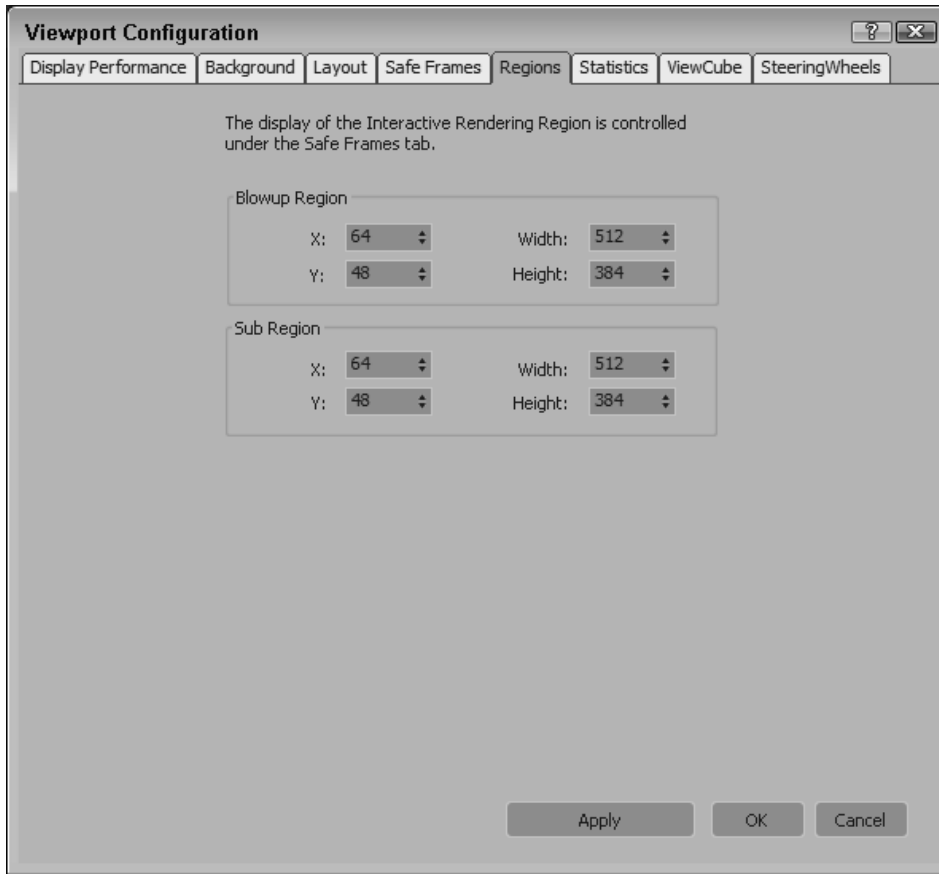 Viewport Configuration
?
Display Performance Background Layout Safe Frames Regions Statistics ViewCube SteeringWheels
The display of the Interactive Rendering Region is controlled
under the Safe Frames tab.
Blowup Region
X: 64 Width: 512
Y: 48 Height: 384
Sub Region
X: 64 Width: 512
Y: 48 Height: 384
Apply OK Cancel